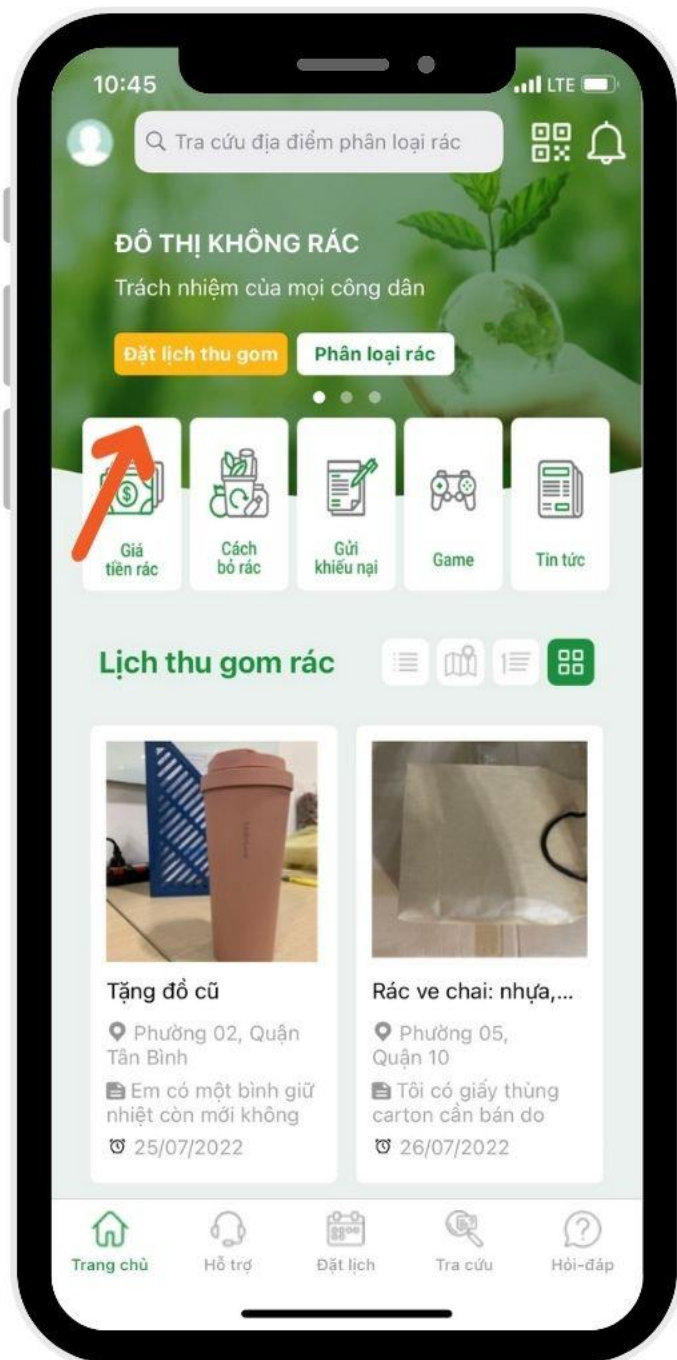 10:45
LTE
Tra cứu địa điểm phân loại rác
ĐÔ THỊ KHÔNG RÁC
Trách nhiệm của mọi công dân
Đặt lịch thu gom
Phân loại rác
Giá
tiền rác
Cách
bỏ rác
Gửi
khiếu nại
Game
Tin tức
Lịch thu gom rác
Tặng đồ cũ
Phường 02, Quận
Tân Bình
Em có một bình giữ
nhiệt còn mới không
25/07/2022
Rác ve chai: nhựa,...
Phường 05,
Quận 10
Tôi có giấy thùng
carton cần bán do
26/07/2022
Trang chủ
Hỗ trợ
Đặt lịch
Tra cứu
Hỏi-đáp